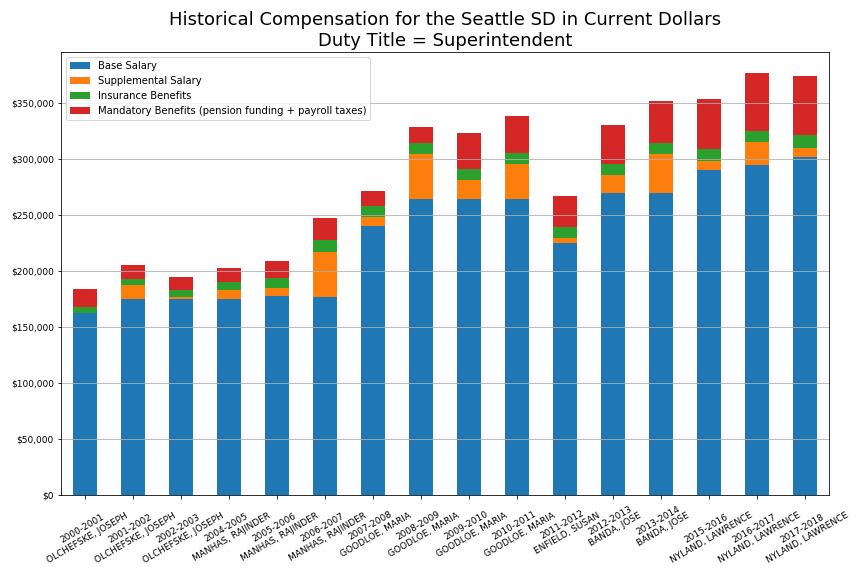 Historical Compensation for the Seattle SD in Current Dollars
Duty Title = Superintendent
Base Salary
Supplemental Salary
Insurance Benefits
Mandatory Benefits (pension funding + payroll taxes)
$350,000
$300,000
$250,000
$200,000
$150,000
$100,000
$50,000
$0
2000-2001
OLCHEFSKE, JOSEPH
2001-2002
OLCHEFSKE, JOSEPH
2002-2003
OLCHEFSKE, JOSEPH
2004-2005
MANHAS, RAJINDER
2005-2006
MANHAS, RAJINDER
2006-2007
MANHAS, RAJINDER
2007-2008
GOODLOE, MARIA
2008-2009
GOODLOE, MARIA
2009-2010
GOODLOE, MARIA
2010-2011
GOODLOE, MARIA
2011-2012
ENFIELD, SUSAN
2012-2013
BANDA, JOSE
2013-2014
BANDA, JOSE
2015-2016
NYLAND, LAWRENCE
2016-2017
NYLAND, LAWRENCE
2017-2018
NYLAND, LAWRENCE